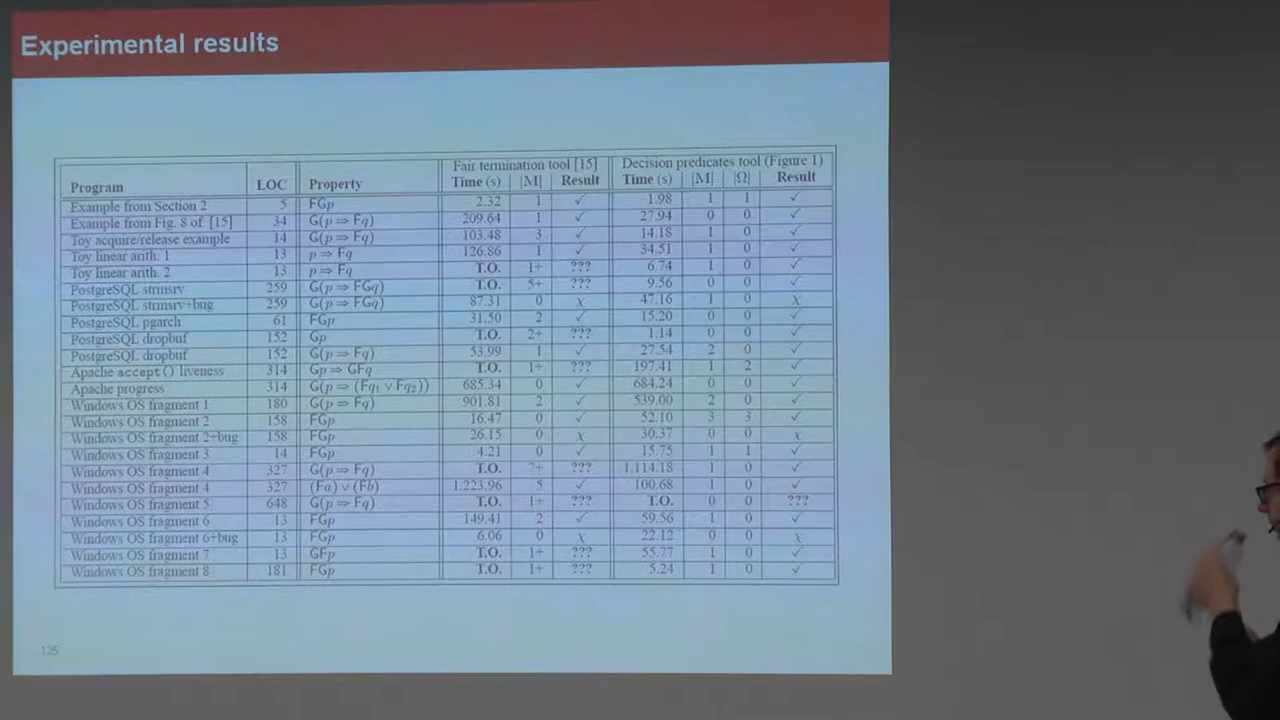 Experimental results
Fair termination tool [15] Decision predicates tool (Figure 1)
Program LOC Property Time (s) |M| Result Time (s) |M| |Ω| Result
Example from Section 2 5 FGp 2.32 1 ✓ 1.98 1 1 ✓
Example from Fig. 8 of [15] 34 G(p ⇒ Fq) 209.64 1 ✓ 27.94 0 0 ✓
Toy acquire/release example 14 G(p ⇒ Fq) 103.48 3 ✓ 14.18 1 0 ✓
Toy linear arith. 1 13 p ⇒ Fq 126.86 1 ✓ 34.51 1 0 ✓
Toy linear arith. 2 13 p ⇒ Fq T.O. 1+ ??? 6.74 1 0 ✓
PostgreSQL strmsrv 259 G(p ⇒ FGq) T.O. 5+ ??? 9.56 0 0 ✓
PostgreSQL strmsrv+bug 259 G(p ⇒ FGq) 87.31 0 χ 47.16 1 0 χ
PostgreSQL pgarch 61 FGp 31.50 2 ✓ 15.20 0 0 ✓
PostgreSQL dropbuf 152 Gp T.O. 2+ ??? 1.14 0 0 ✓
PostgreSQL dropbuf 152 G(p ⇒ Fq) 53.99 1 ✓ 27.54 2 0 ✓
Apache accept() liveness 314 Gp ⇒ GFq T.O. 1+ ??? 197.41 1 2 ✓
Apache progress 314 G(p ⇒ (Fq₁ ∨ Fq₂)) 685.34 0 ✓ 684.24 0 0 ✓
Windows OS fragment 1 180 G(p ⇒ Fq) 901.81 2 ✓ 539.00 2 0 ✓
Windows OS fragment 2 158 FGp 16.47 0 ✓ 52.10 3 3 ✓
Windows OS fragment 2+bug 158 FGp 26.15 0 χ 30.37 0 0 χ
Windows OS fragment 3 14 FGp 4.21 0 ✓ 15.75 1 1 ✓
Windows OS fragment 4 327 G(p ⇒ Fq) T.O. 7+ ??? 1,114.18 1 0 ✓
Windows OS fragment 4 327 (Fa) ∨ (Fb) 1,223.96 5 ✓ 100.68 1 0 ✓
Windows OS fragment 5 648 G(p ⇒ Fq) T.O. 1+ ??? T.O. 0 0 ???
Windows OS fragment 6 13 FGp 149.41 2 ✓ 59.56 1 0 ✓
Windows OS fragment 6+bug 13 FGp 6.06 0 χ 22.12 0 0 χ
Windows OS fragment 7 13 GFp T.O. 1+ ??? 55.77 1 0 ✓
Windows OS fragment 8 181 FGp T.O. 1+ ??? 5.24 1 0 ✓
125